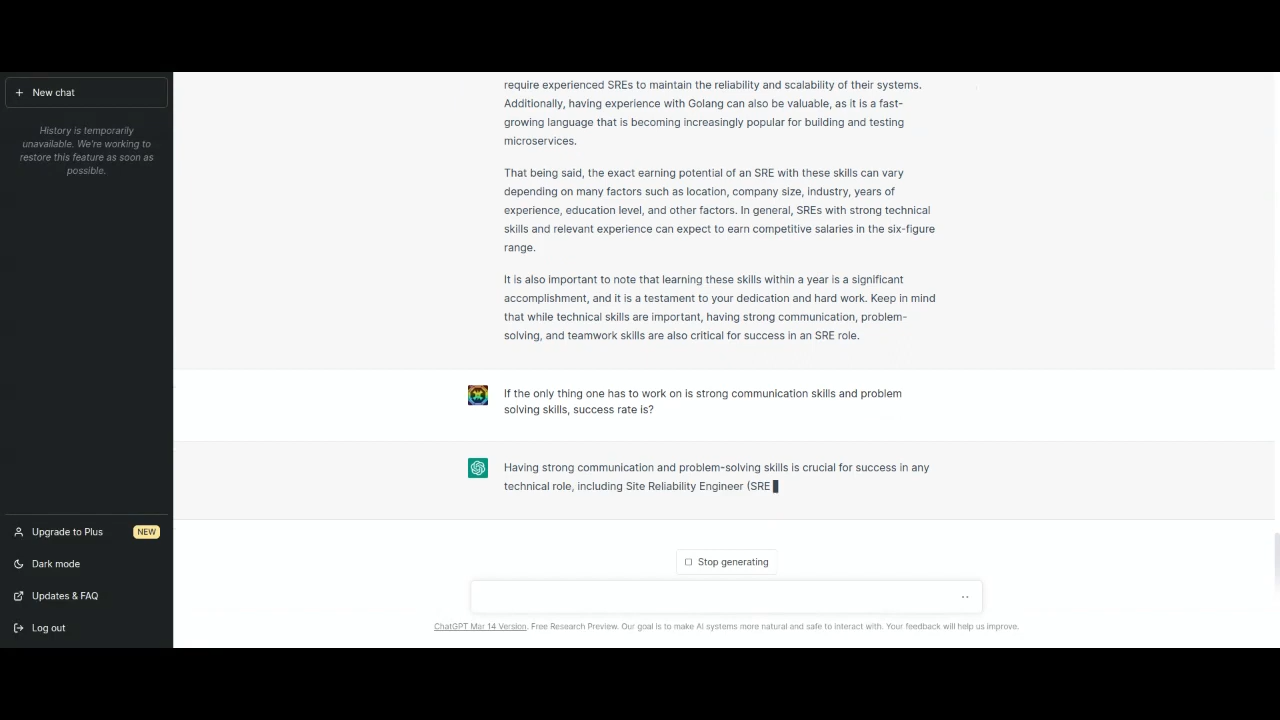 New chat
History is temporarily
unavailable. We're working to
restore this feature as soon as
possible.
Upgrade to Plus NEW
Dark mode
Updates & FAQ
Log out
require experienced SREs to maintain the reliability and scalability of their systems.
Additionally, having experience with Golang can also be valuable, as it is a fast-
growing language that is becoming increasingly popular for building and testing
microservices.
That being said, the exact earning potential of an SRE with these skills can vary
depending on many factors such as location, company size, industry, years of
experience, education level, and other factors. In general, SREs with strong technical
skills and relevant experience can expect to earn competitive salaries in the six-figure
range.
It is also important to note that learning these skills within a year is a significant
accomplishment, and it is a testament to your dedication and hard work. Keep in mind
that while technical skills are important, having strong communication, problem-
solving, and teamwork skills are also critical for success in an SRE role.
If the only thing one has to work on is strong communication skills and problem
solving skills, success rate is?
Having strong communication and problem-solving skills is crucial for success in any
technical role, including Site Reliability Engineer (SRE
Stop generating
ChatGPT Mar 14 Version. Free Research Preview. Our goal is to make AI systems more natural and safe to interact with. Your feedback will help us improve.